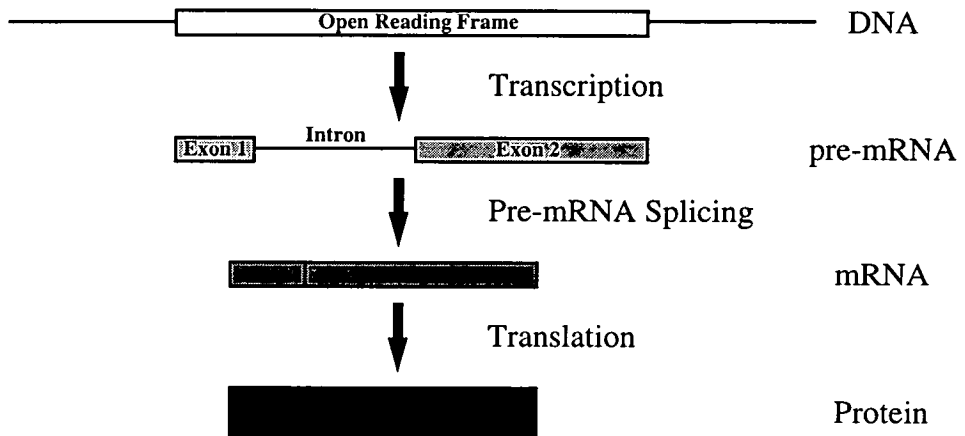 Open Reading Frame
DNA
Transcription
Intron
Exon 1
Exon 2
pre-mRNA
Pre-mRNA Splicing
mRNA
Translation
Protein